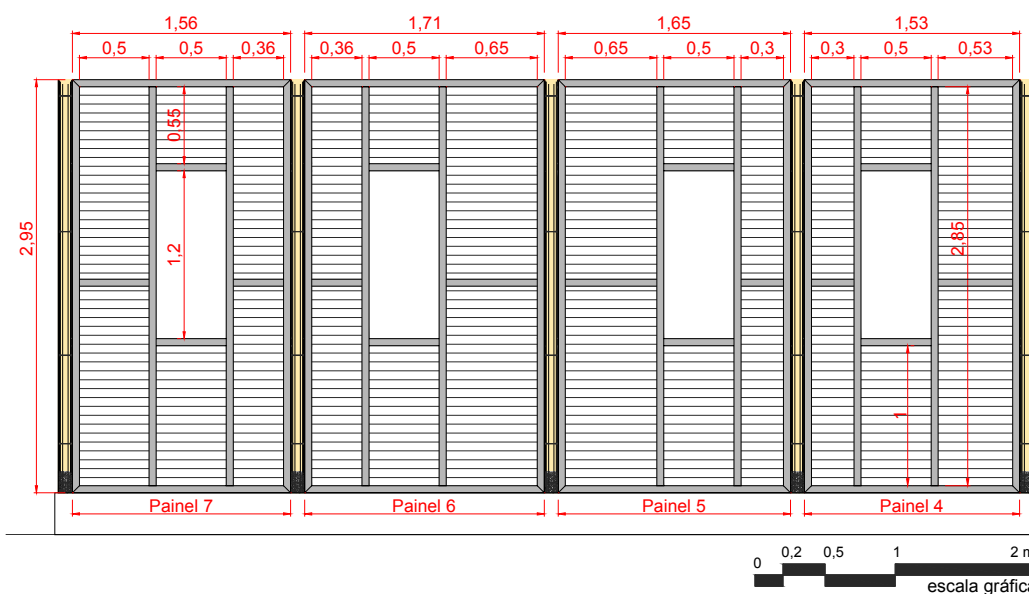 1,56 1,71 1,65 1,53
0,5 0,5 0,36 0,36 0,5 0,65 0,65 0,5 0,3 0,3 0,5 0,53
0.55
2,95
1,2
2,85
1
Painel 7 Painel 6 Painel 5 Painel 4
0 0,2 0,5 1 2 m
escala gráfica